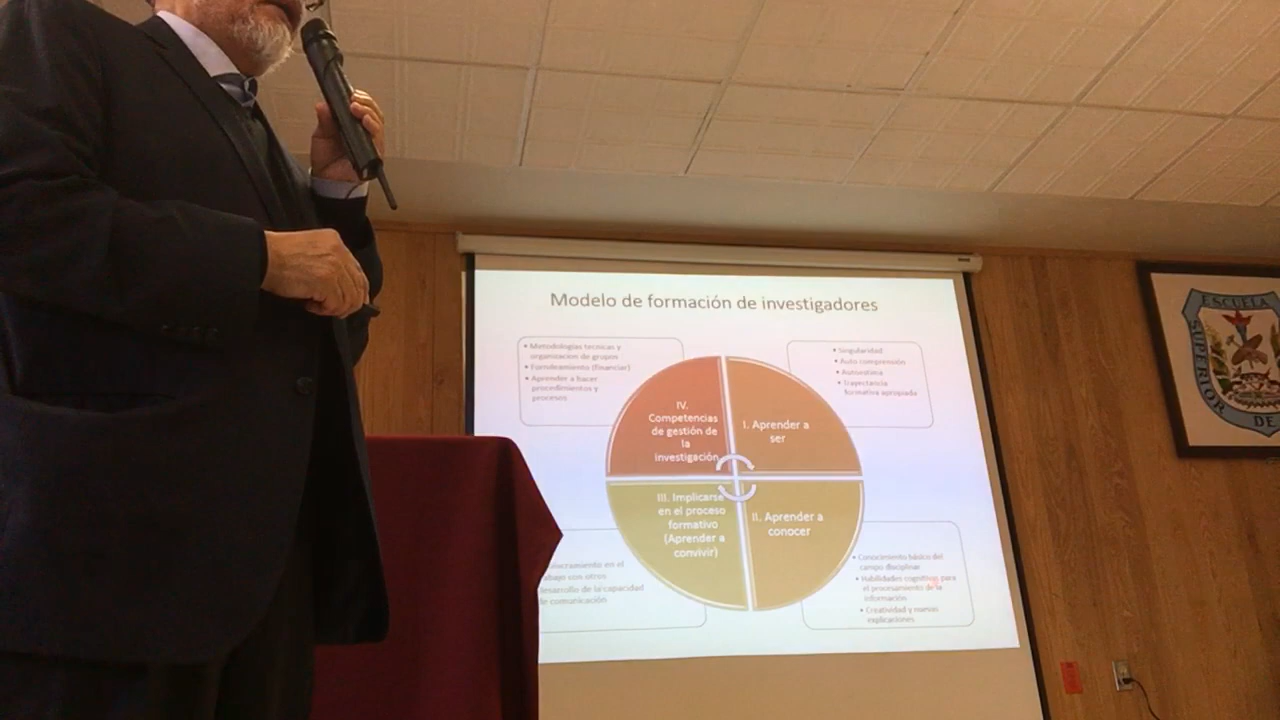 Modelo de formación de investigadores
• Metodologías técnicas y
organización de grupos
• (financiar)
• Aprender a hacer
procedimientos y
procesos
• Singularidad
• Auto comprensión
• Autoestima
• Trayectoria
formativa apropiada
IV.
Competencias
de gestión de
la
investigación
I. Aprender a
ser
III. Implicarse
en el proceso
formativo
(Aprender a
convivir)
II. Aprender a
conocer
en el
con otros
de la capacidad
de comunicación
• Conocimiento básico del
campo disciplinar
• Habilidades cognitivas para
el procesamiento de la
información
• Creatividad y nuevas
explicaciones
ESCUELA
SUPERIOR
DE